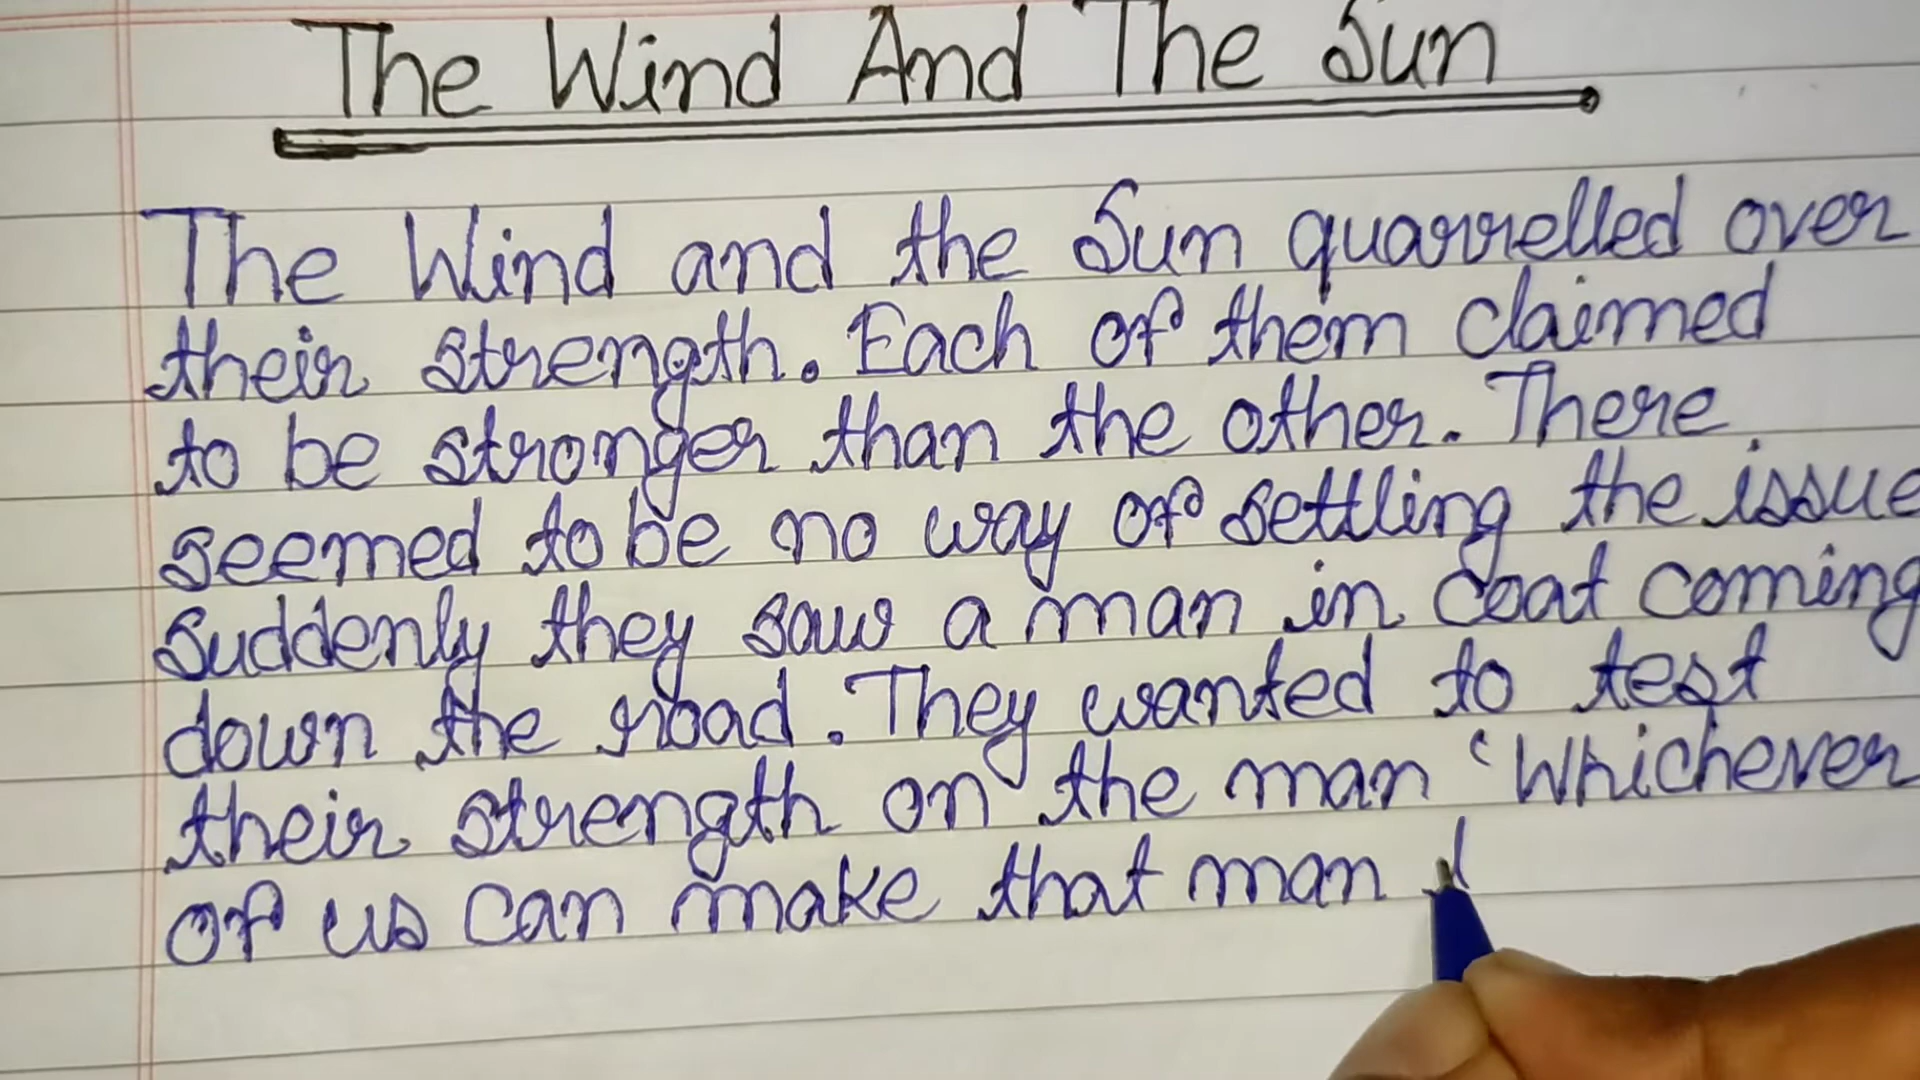 The Wind And The Sun
The Wind and the Sun quarrelled over
their strength. Each of them claimed
to be stronger than the other. There
seemed to be no way of settling the issue
suddenly they saw a man in coat coming
down the road. They wanted to test
their strength on the man 'Whichever
of us can make that man